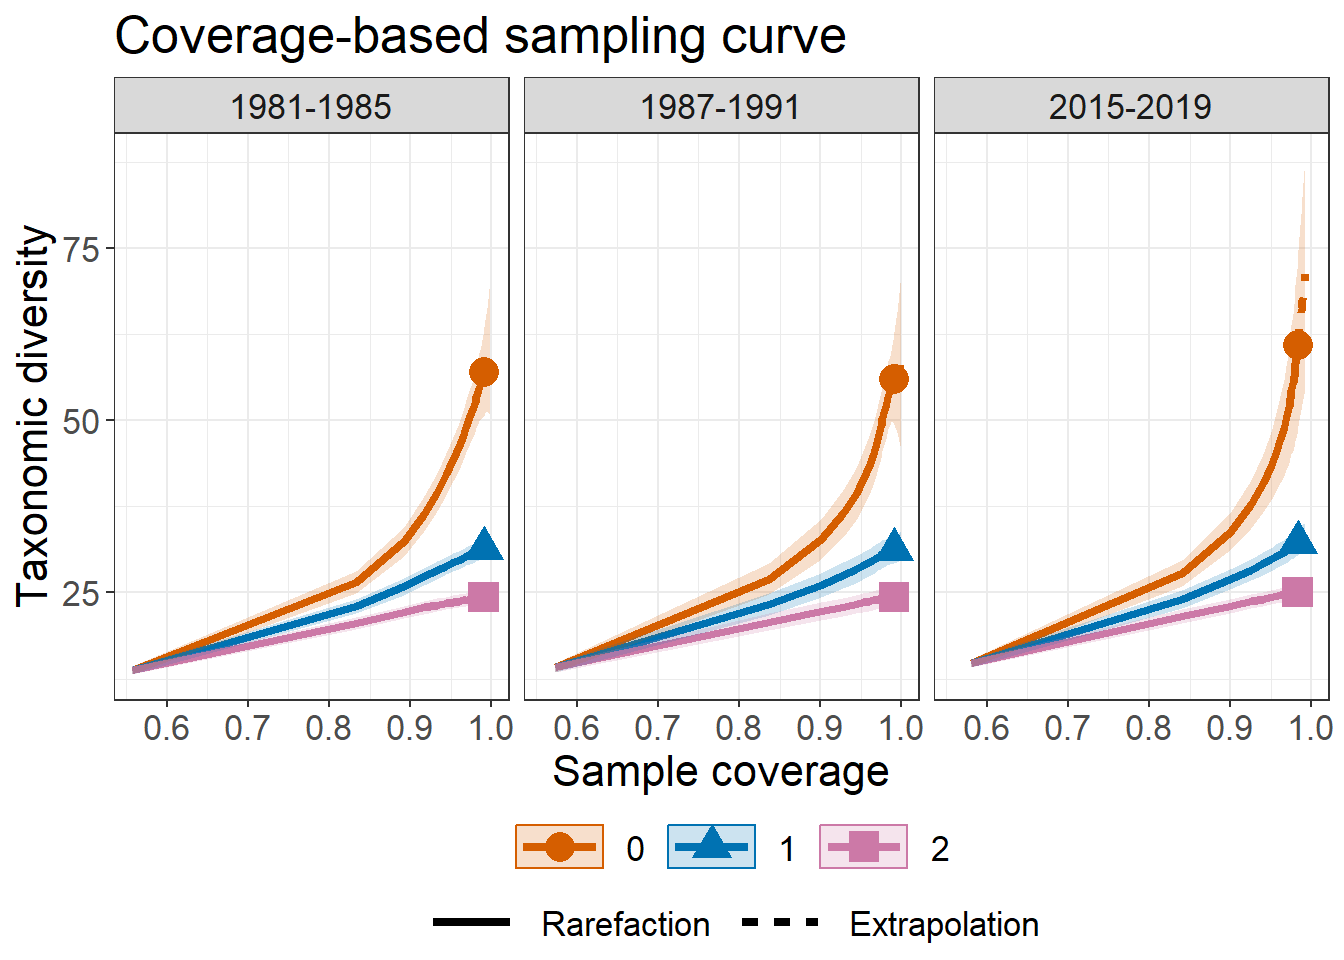 Coverage-based sampling curve
1981-1985 1987-1991 2015-2019
Taxonomic diversity
75
50
25
0.6 0.7 0.8 0.9 1.0 0.6 0.7 0.8 0.9 1.0 0.6 0.7 0.8 0.9 1.0
Sample coverage
0 1 2
Rarefaction Extrapolation